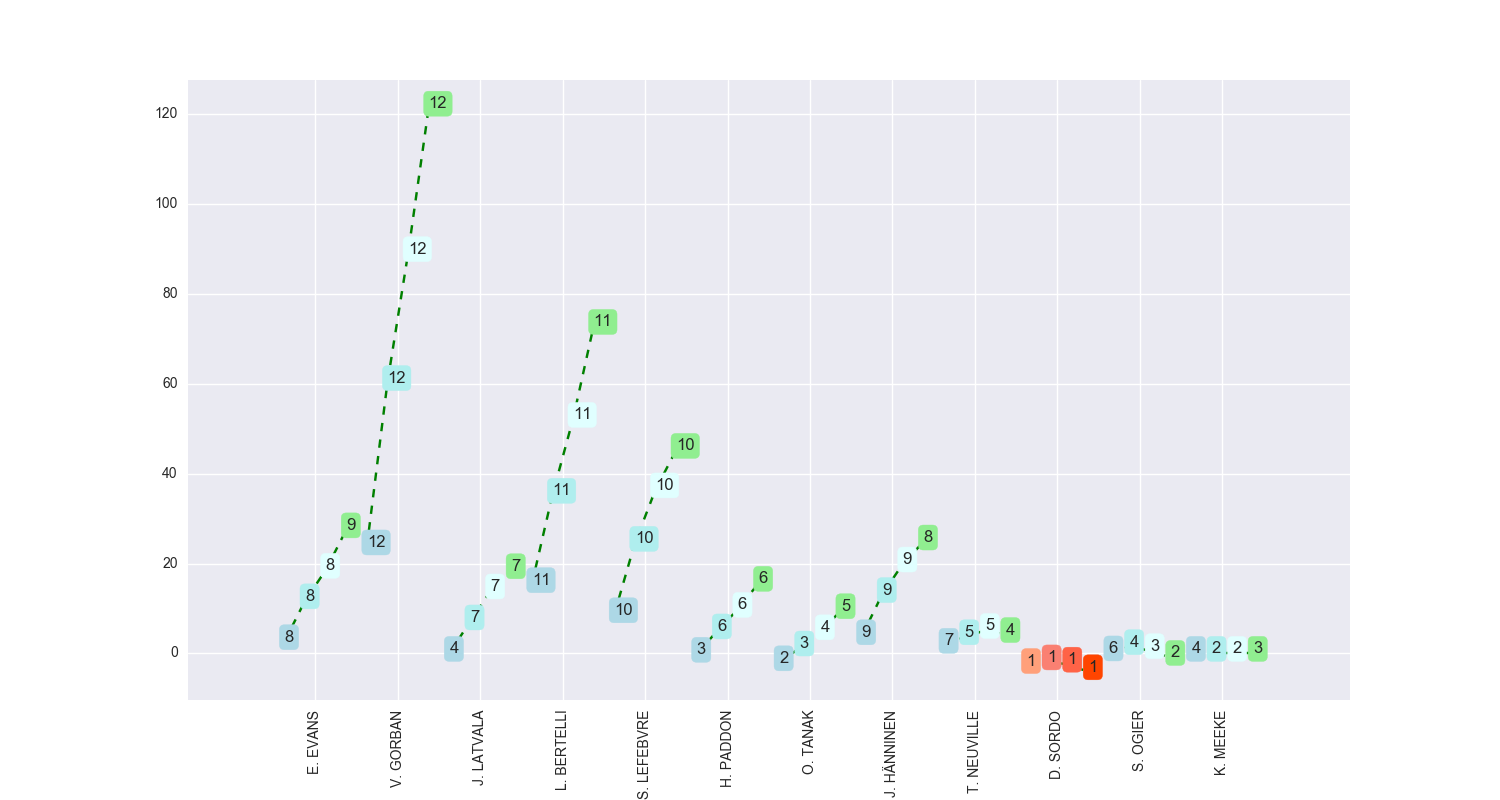 120
100
80
60
40
20
0
8 8 8 9
12 12 12 12
4 7 7 7
11 11 11 11
10 10 10 10
3 6 6 6
2 3 4 5
9 9 9 8
7 5 5 4
1 1 1 1
6 4 3 2
4 2 2 3
E. EVANS
V. GORBAN
J. LATVALA
L. BERTELLI
S. LEFEBVRE
H. PADDON
O. TANAK
J. HÄNNINEN
T. NEUVILLE
D. SORDO
S. OGIER
K. MEEKE